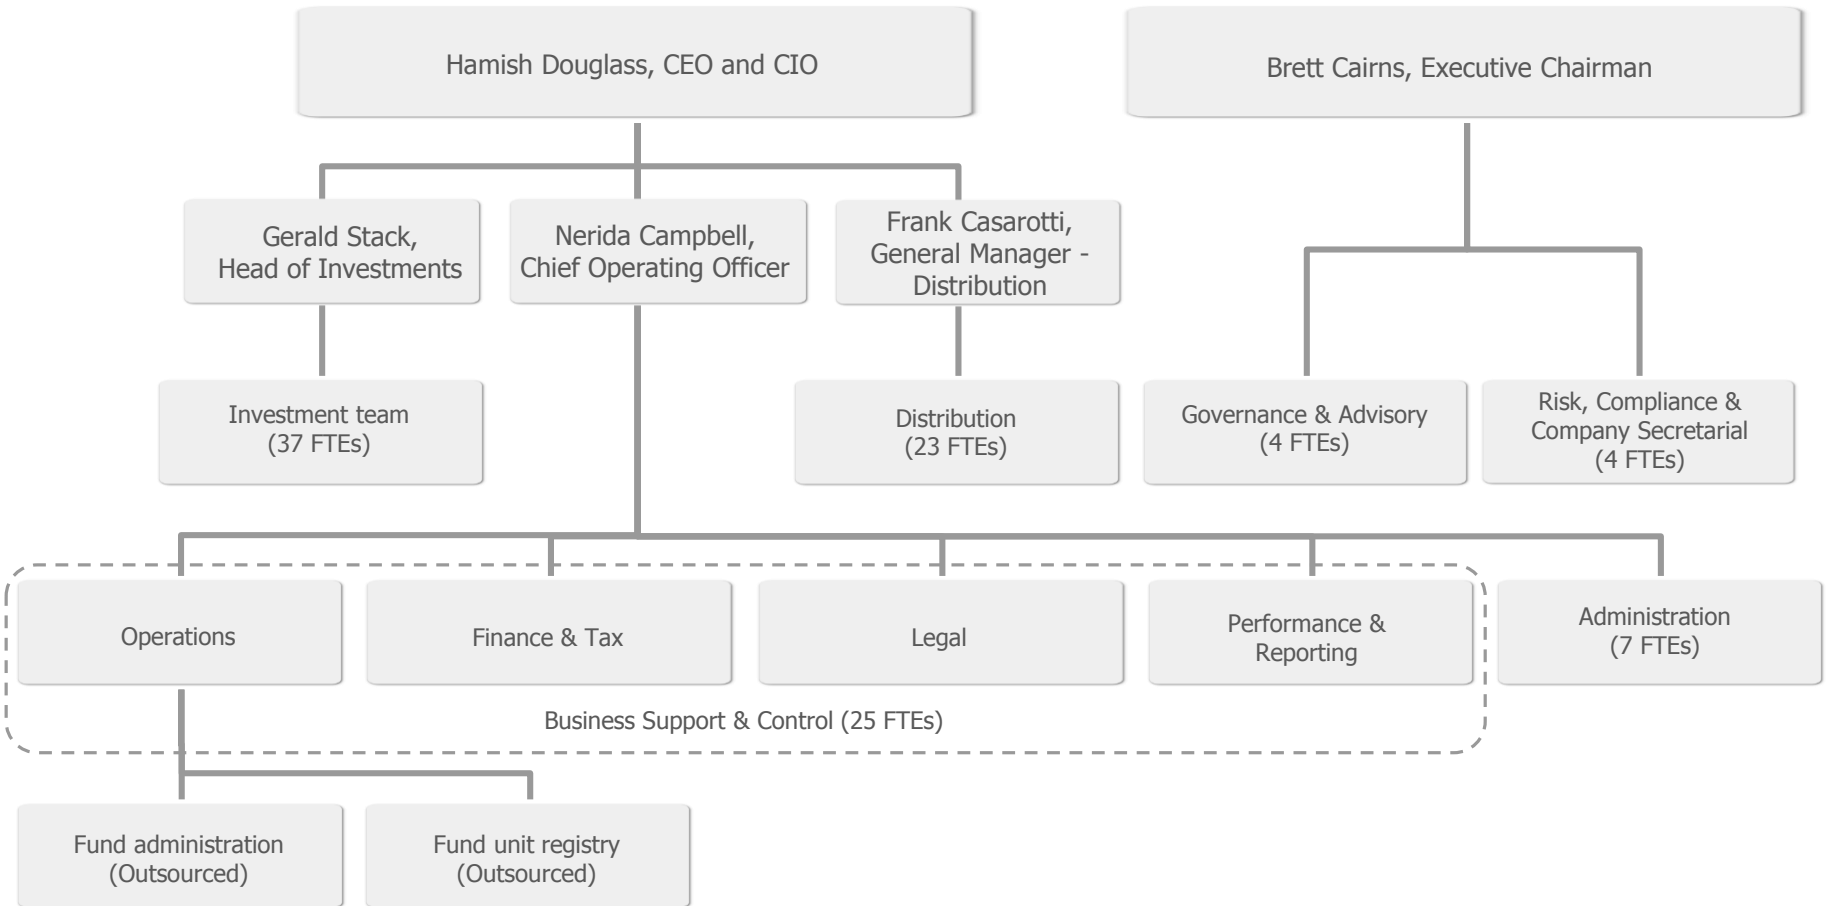 Hamish Douglass, CEO and CIO
Brett Cairns, Executive Chairman
Gerald Stack,
Head of Investments
Nerida Campbell,
Chief Operating Officer
Frank Casarotti,
General Manager -
Distribution
Investment team
(37 FTEs)
Distribution
(23 FTEs)
Governance & Advisory
(4 FTEs)
Risk, Compliance &
Company Secretarial
(4 FTEs)
Operations
Finance & Tax
Legal
Performance &
Reporting
Administration
(7 FTEs)
Business Support & Control (25 FTEs)
Fund administration
(Outsourced)
Fund unit registry
(Outsourced)